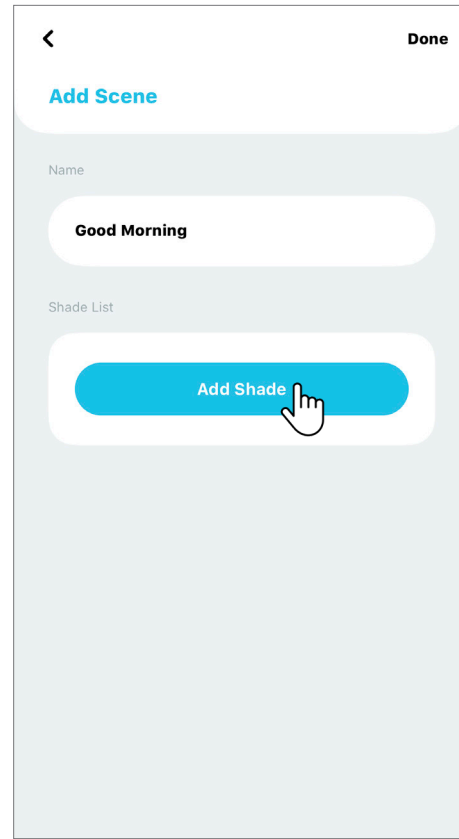 Done
Add Scene
Name
Good Morning
Shade List
Add Shade